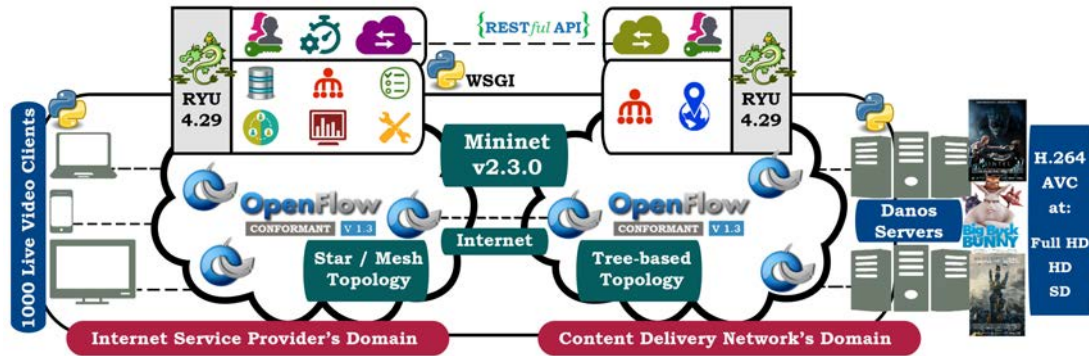 {RESTful API}
RYU
4.29
WSGI
RYU
4.29
1000 Live Video Clients
Mininet
v2.3.0
OpenFlow
CONFORMANT V 1.3
OpenFlow
CONFORMANT V 1.3
Internet
Star / Mesh
Topology
Tree-based
Topology
Danos
Servers
Big Buck
BUNNY
H.264
AVC
at:
Full HD
HD
SD
Internet Service Provider's Domain
Content Delivery Network's Domain